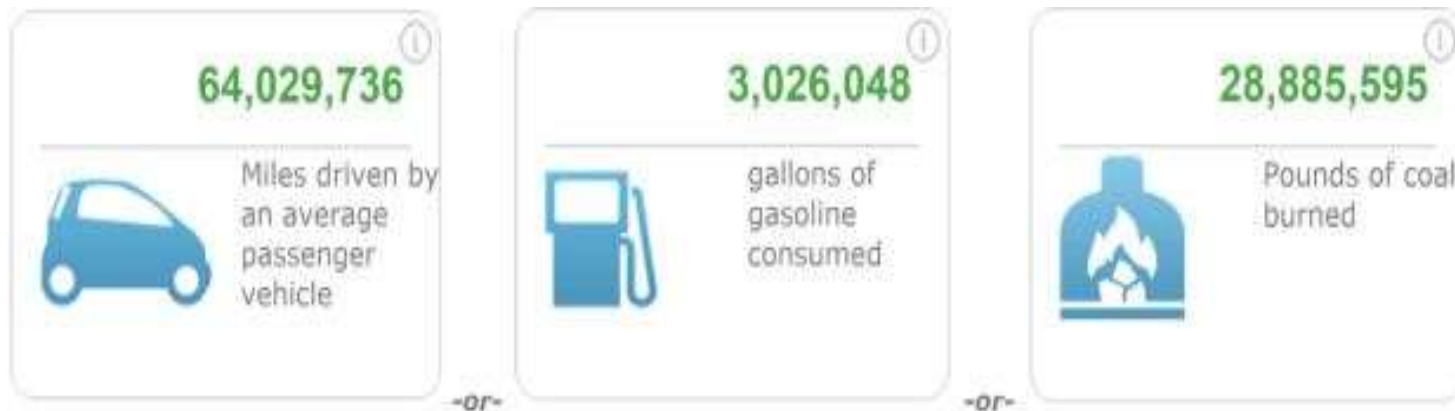 64,029,736
Miles driven by
an average
passenger
vehicle
-or-
3,026,048
gallons of
gasoline
consumed
-or-
28,885,595
Pounds of coal
burned